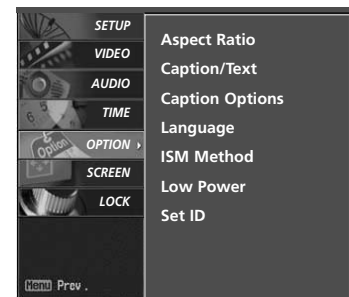 SETUP
VIDEO
AUDIO
TIME
OPTION
SCREEN
LOCK
Aspect Ratio
Caption/Text
Caption Options
Language
ISM Method
Low Power
Set ID
Menu Prev.